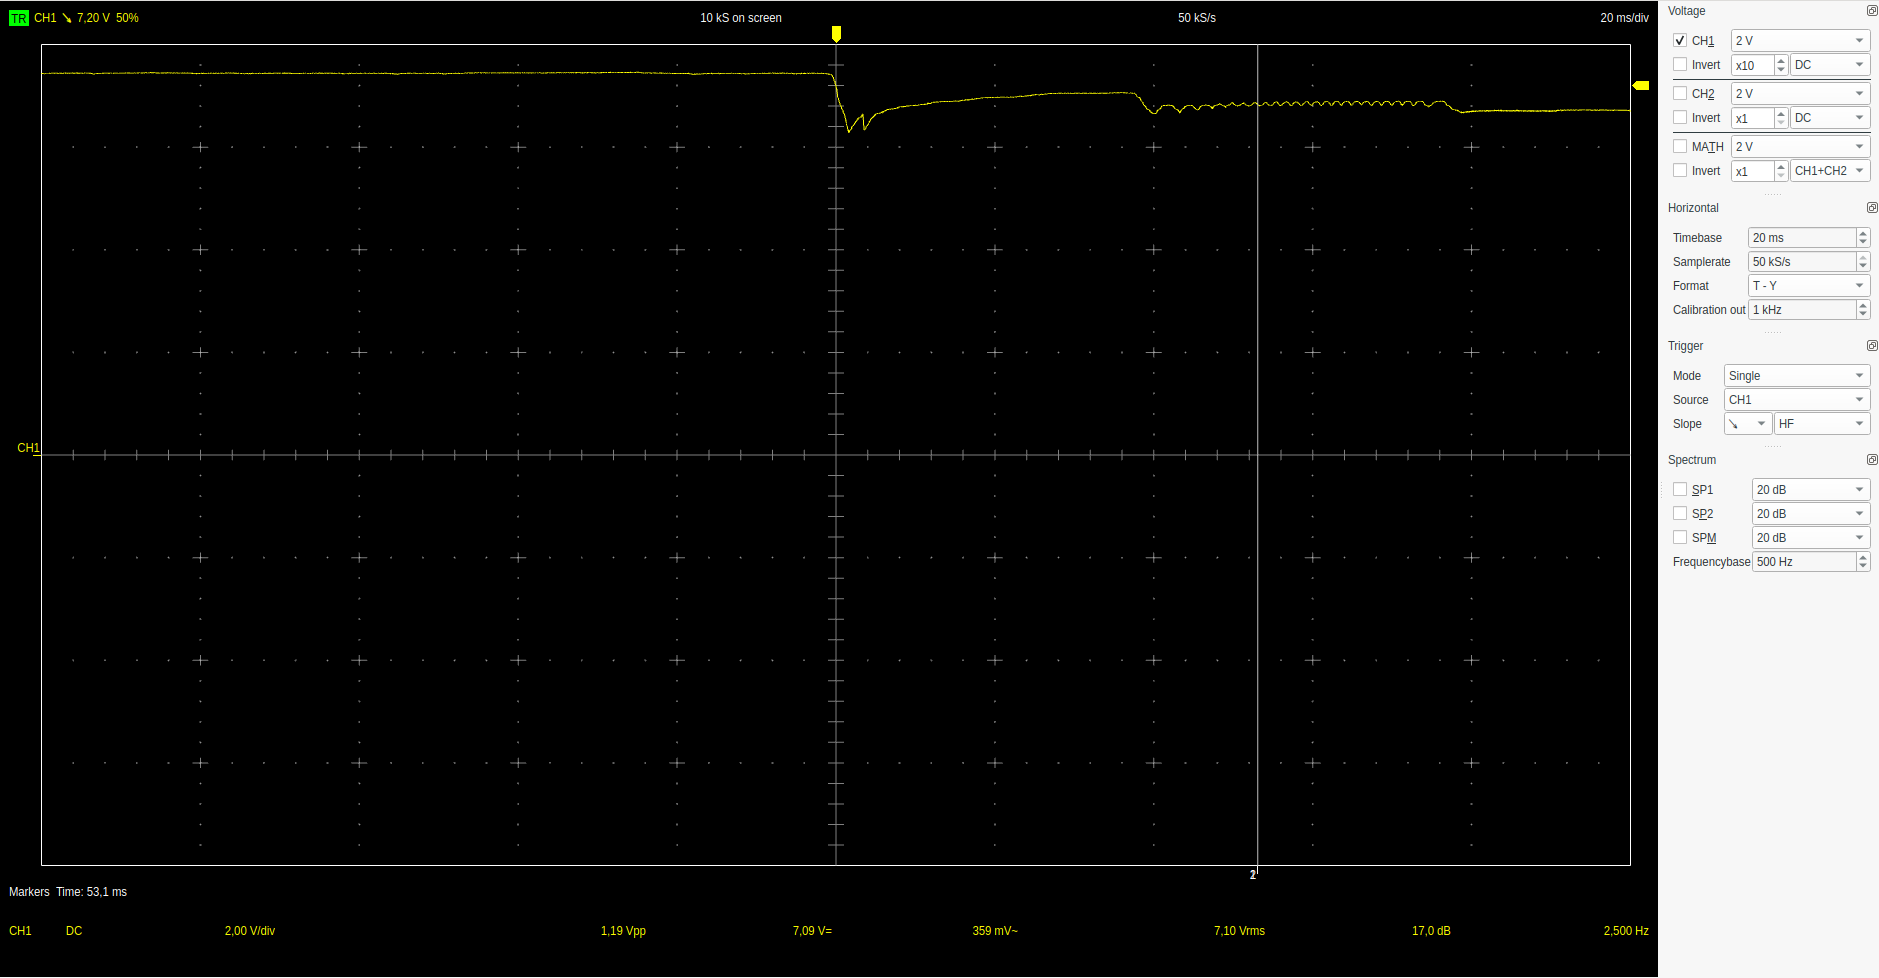 TR CH1 7,20 V 50% 10 kS on screen 50 kS/s 20 ms/div
CH1
2
Markers Time: 53,1 ms
CH1 DC 2,00 V/div 1,19 Vpp 7,09 V= 359 mV~ 7,10 Vrms 17,0 dB 2,500 Hz
Voltage
CH1 2 V
Invert x10 DC
CH2 2 V
Invert x1 DC
MATH 2 V
Invert x1 CH1+CH2
Horizontal
Timebase 20 ms
Samplerate 50 kS/s
Format T - Y
Calibration out 1 kHz
Trigger
Mode Single
Source CH1
Slope HF
Spectrum
SP1 20 dB
SP2 20 dB
SPM 20 dB
Frequencybase 500 Hz